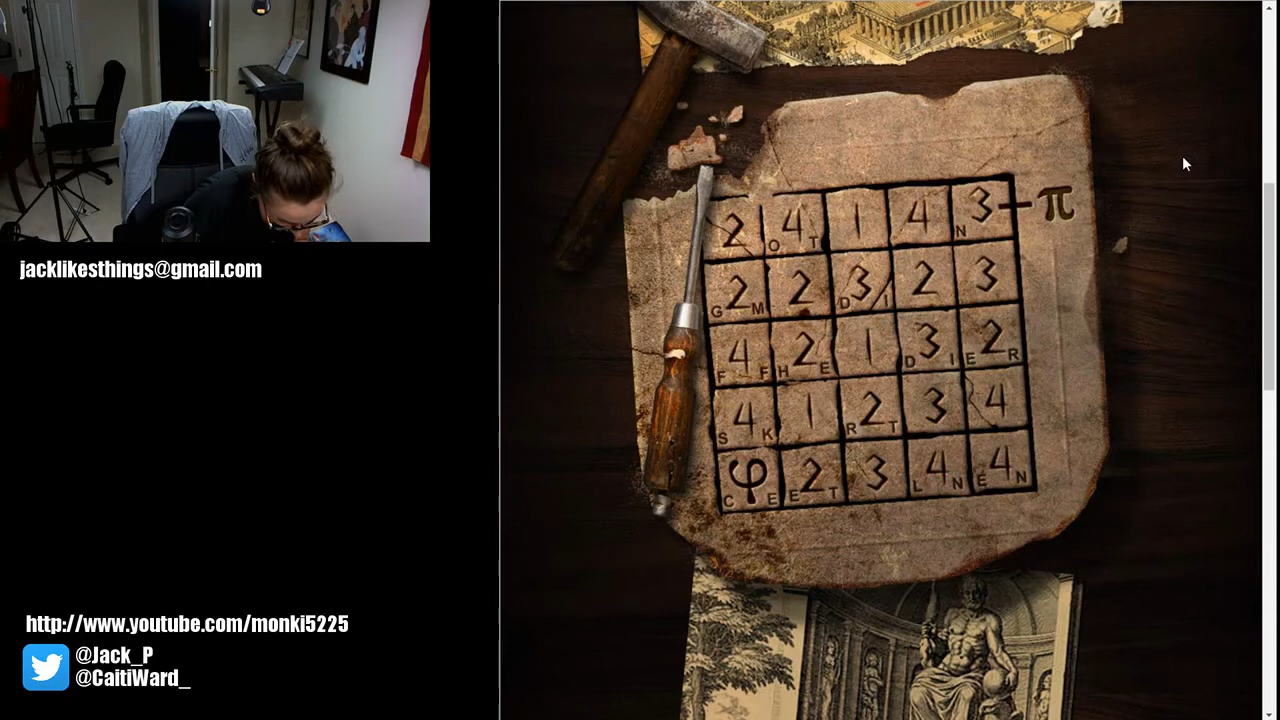 jacklikesthings@gmail.com
http://www.youtube.com/monki5225
@Jack_P
@CaitiWard_
2 4 1 4 3 π
O T N
2 2 3 2 3
G M D I
4 2 1 3 2
F F H E D I E R
4 1 2 3 4
S K R T
φ 2 3 4 4
C E E T L N E N